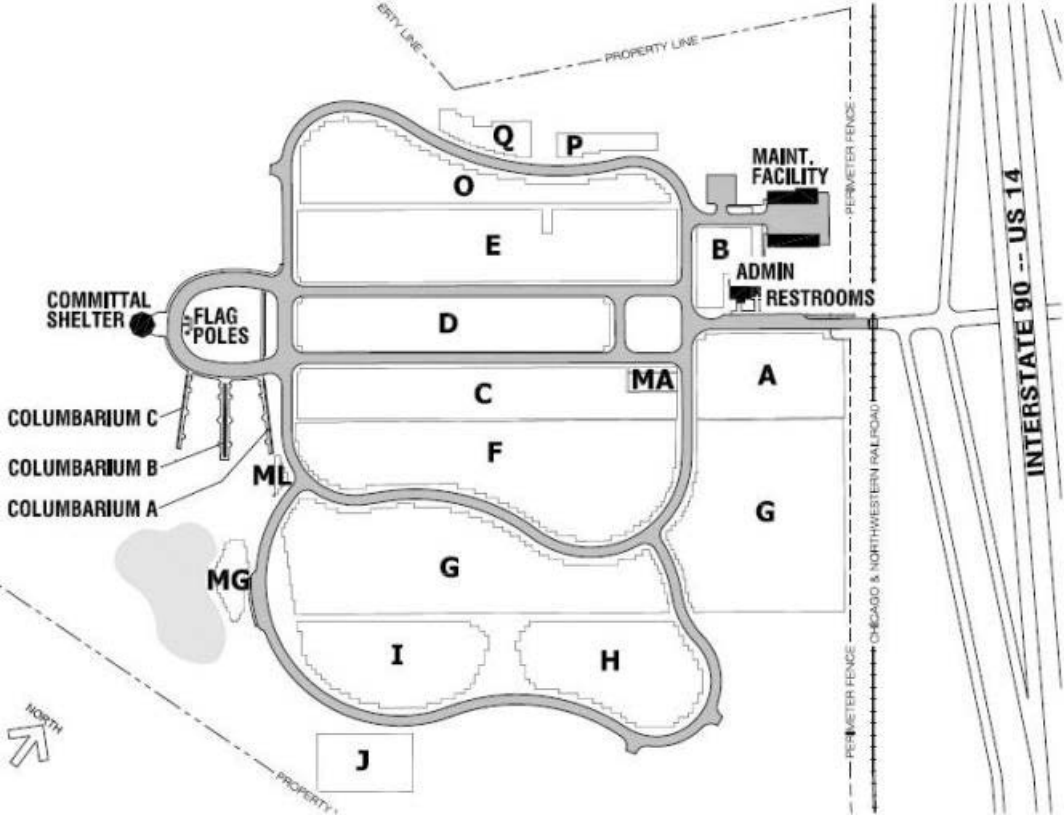 ERTY LINE
PROPERTY LINE
Q
P
MAINT.
FACILITY
PERIMETER FENCE
O
E
B
ADMIN
RESTROOMS
INTERSTATE 90 -- US 14
COMMITTAL
SHELTER
FLAG
POLES
D
MA
A
C
COLUMBARIUM C
COLUMBARIUM B
COLUMBARIUM A
F
ML
G
CHICAGO & NORTHWESTERN RAILROAD
MG
G
I
H
PERIMETER FENCE
NORTH
J
PROPERTY